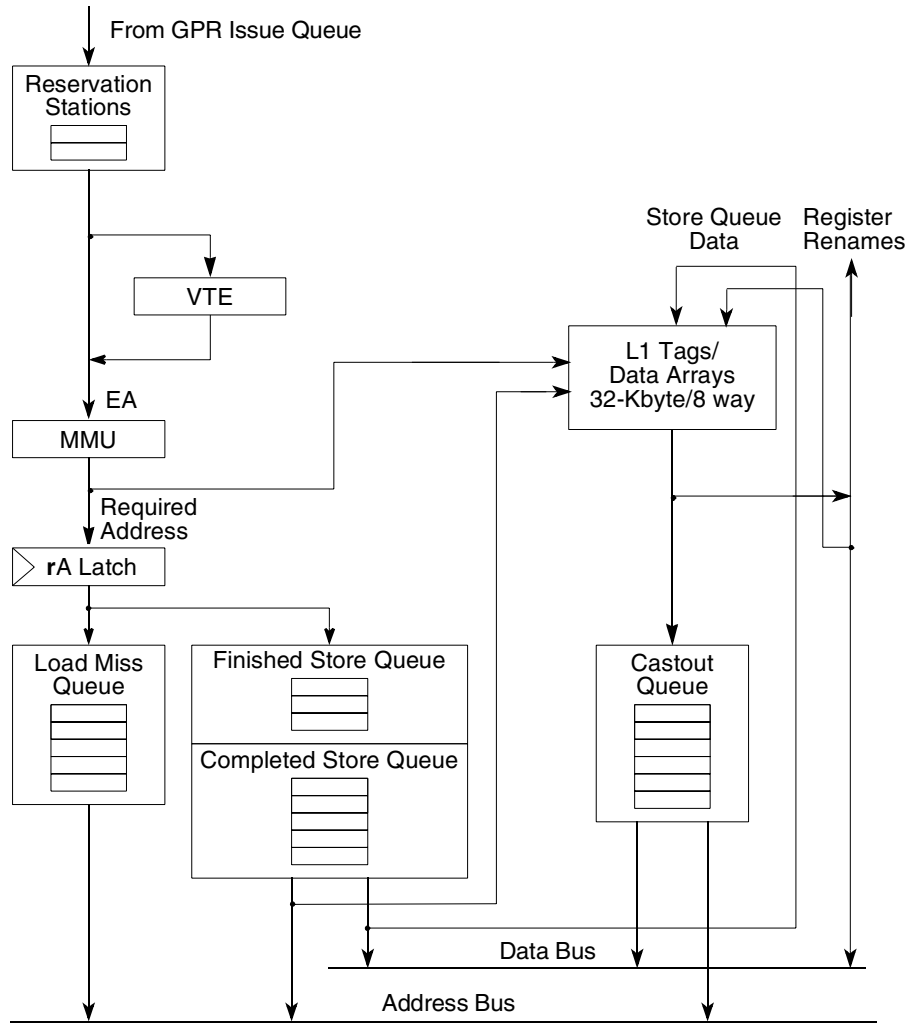 From GPR Issue Queue
Reservation
Stations
Store Queue
Data
Register
Renames
VTE
L1 Tags/
Data Arrays
32-Kbyte/8 way
EA
MMU
Required
Address
rA Latch
Load Miss
Queue
Finished Store Queue
Completed Store Queue
Castout
Queue
Data Bus
Address Bus